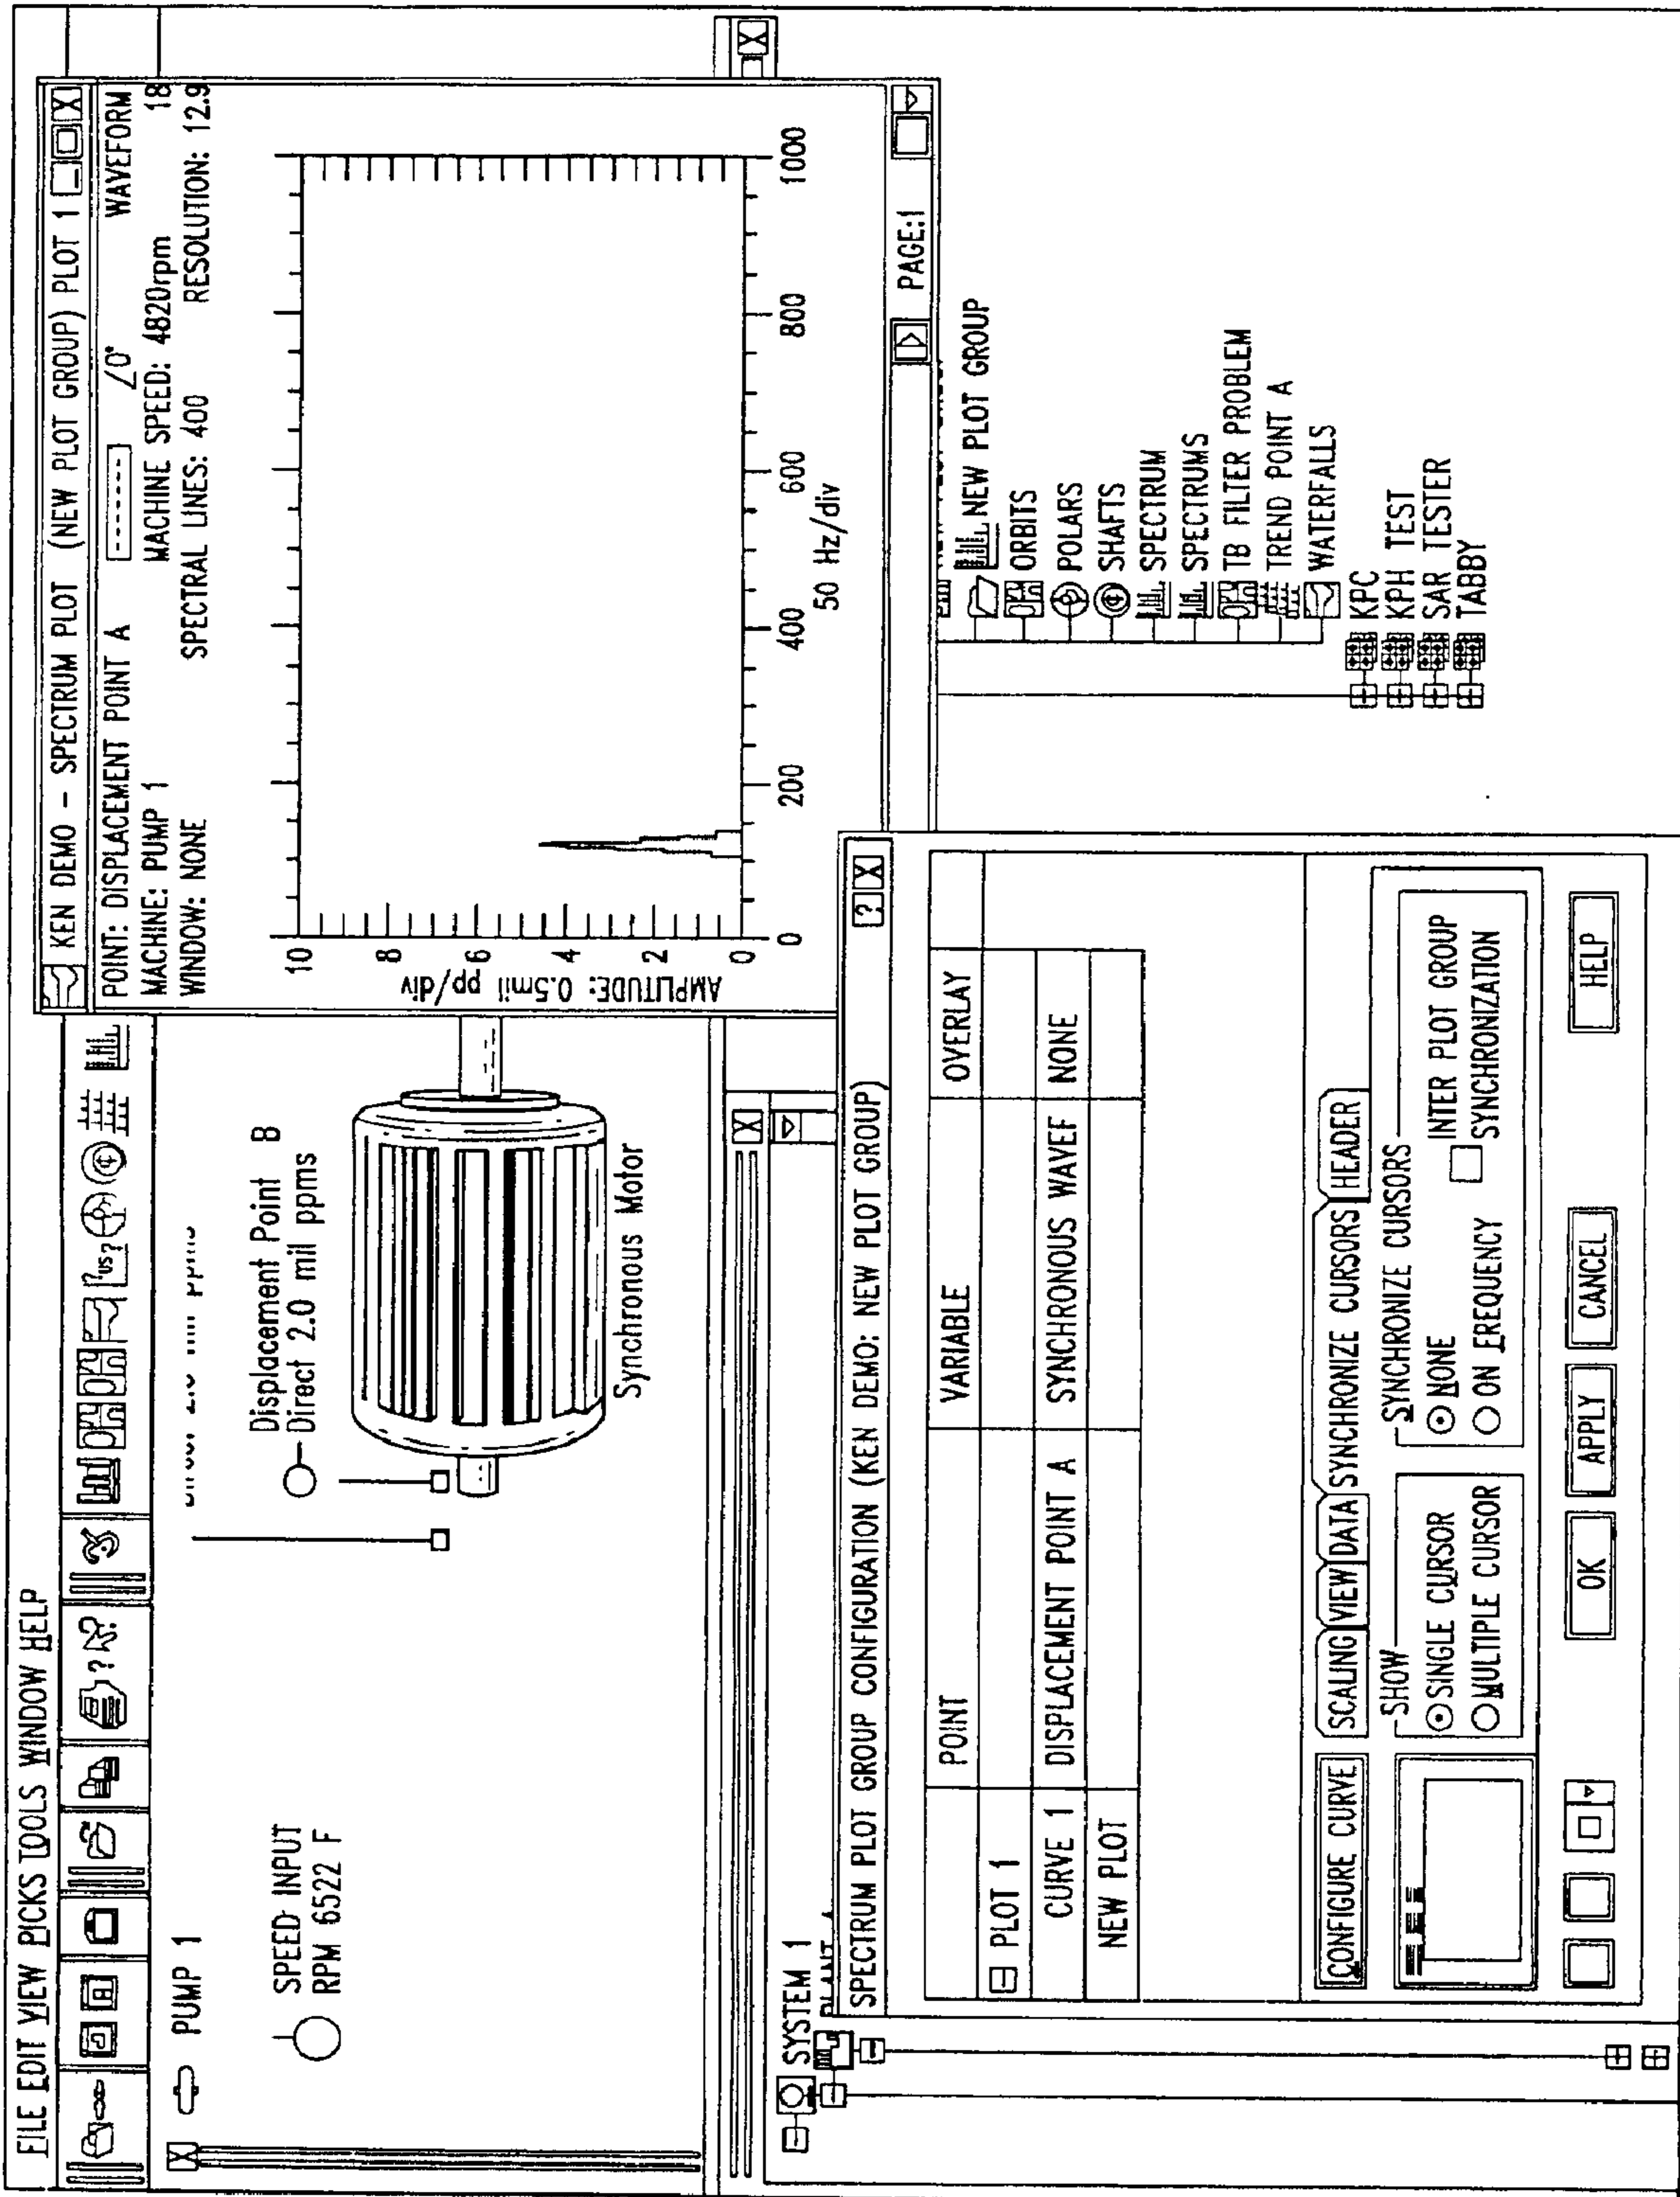 FILE EDIT VIEW PICKS TOOLS WINDOW HELP
?
?US?
PUMP 1
SPEED INPUT
RPM 6522 F
Displacement Point B
Direct 2.0 mil ppms
Synchronous Motor
KEN DEMO - SPECTRUM PLOT (NEW PLOT GROUP) PLOT 1
POINT: DISPLACEMENT POINT A
∠0°
WAVEFORM
MACHINE: PUMP 1
MACHINE SPEED: 4820rpm
18
WINDOW: NONE
SPECTRAL LINES: 400
RESOLUTION: 12.9
AMPLITUDE: 0.5mil pp/div
10
8
6
4
2
0
0
200
400
600
800
1000
50 Hz/div
PAGE:1
SYSTEM 1
NEW PLOT GROUP
ORBITS
POLARS
SHAFTS
SPECTRUM
SPECTRUMS
TB FILTER PROBLEM
TREND POINT A
WATERFALLS
KPC
KPH TEST
SAR TESTER
TABBY
SPECTRUM PLOT GROUP CONFIGURATION (KEN DEMO: NEW PLOT GROUP)
? X
POINT
VARIABLE
OVERLAY
PLOT 1
CURVE 1
DISPLACEMENT POINT A
SYNCHRONOUS WAVEF
NONE
NEW PLOT
CONFIGURE CURVE
SCALING
VIEW
DATA
SYNCHRONIZE CURSORS
HEADER
SHOW
SINGLE CURSOR
MULTIPLE CURSOR
SYNCHRONIZE CURSORS
NONE
ON FREQUENCY
INTER PLOT GROUP
SYNCHRONIZATION
OK
APPLY
CANCEL
HELP